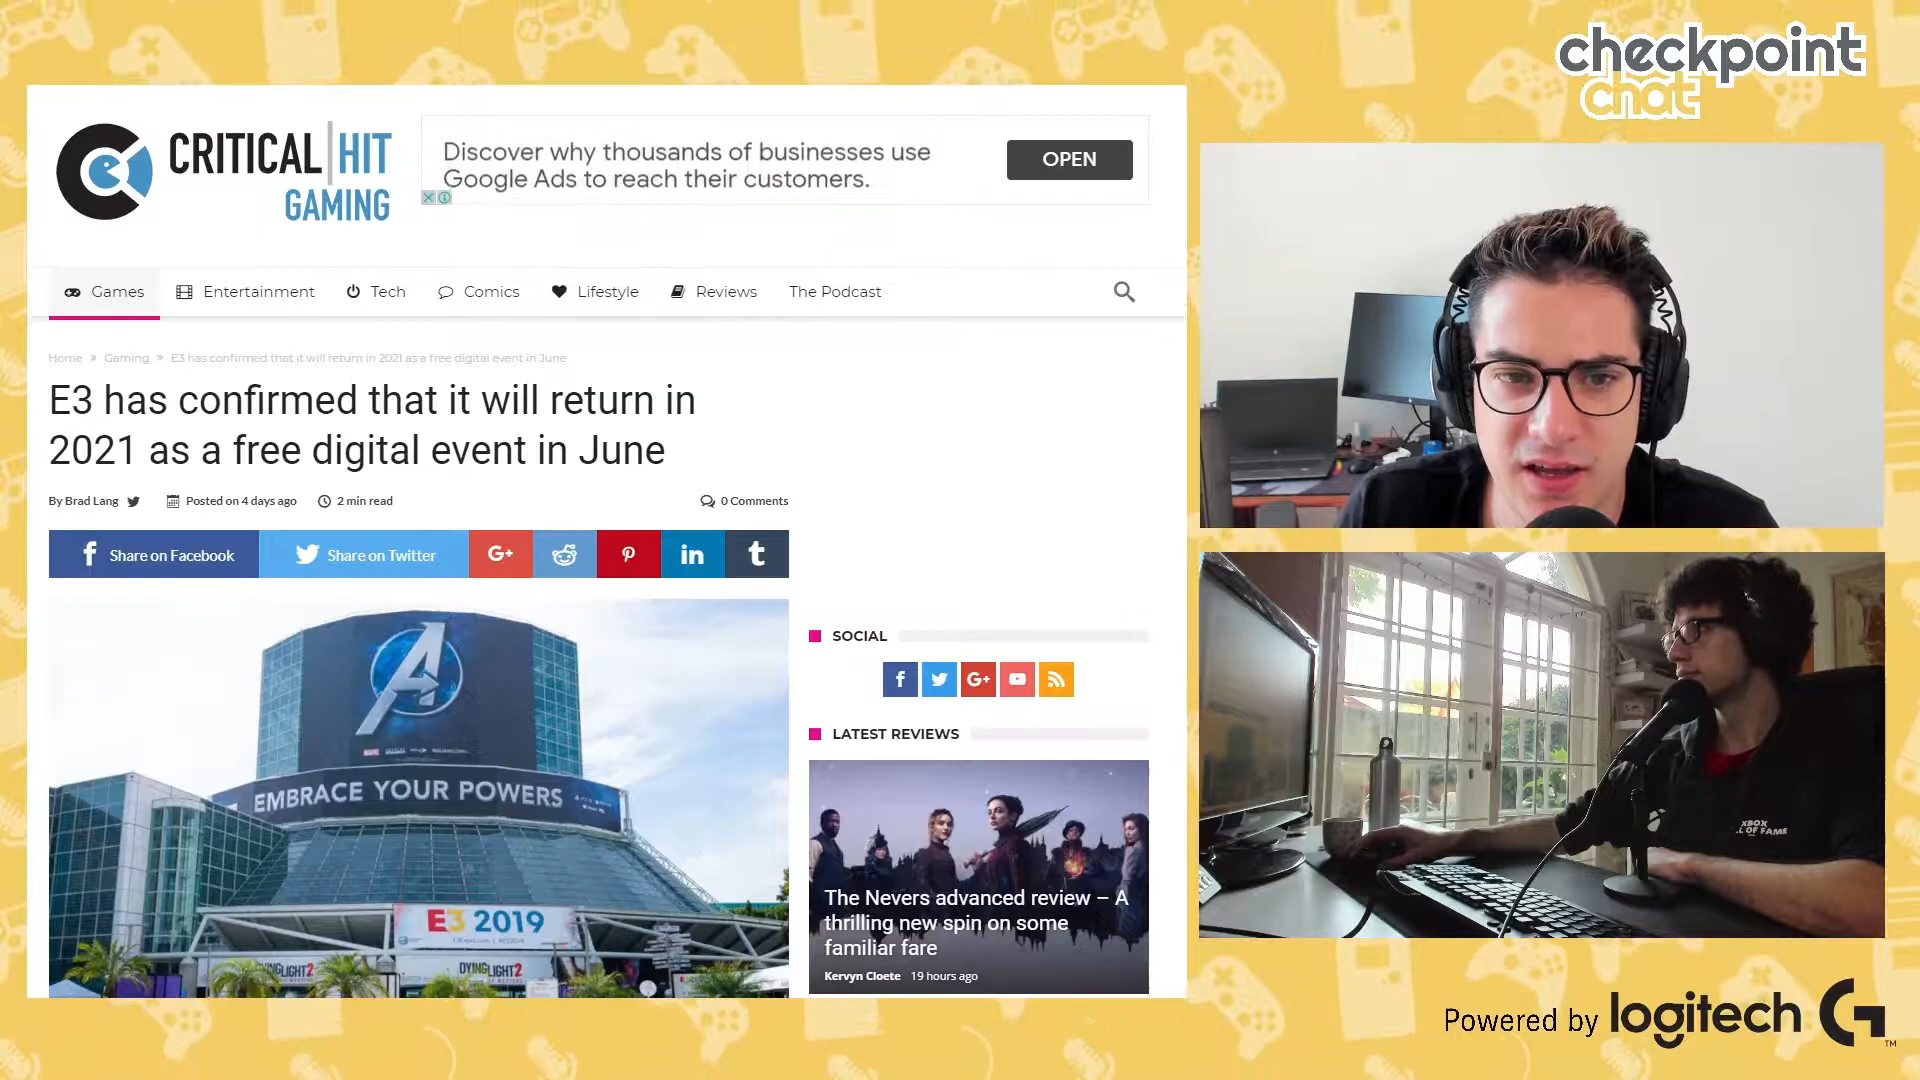 checkpoint
chat
CRITICAL HIT
GAMING
Discover why thousands of businesses use
Google Ads to reach their customers.
OPEN
Games
Entertainment
Tech
Comics
Lifestyle
Reviews
The Podcast
Home » Gaming » E3 has confirmed that it will return in 2021 as a free digital event in June
E3 has confirmed that it will return in
2021 as a free digital event in June
By Brad Lang
Posted on 4 days ago
2 min read
0 Comments
Share on Facebook
Share on Twitter
G+
in
t
EMBRACE YOUR POWERS
E3 2019
DYING LIGHT 2
SOCIAL
G+
LATEST REVIEWS
The Nevers advanced review – A
thrilling new spin on some
familiar fare
Kervyn Cloete 19 hours ago
XBOX
OF FAME
Powered by logitech G
TM